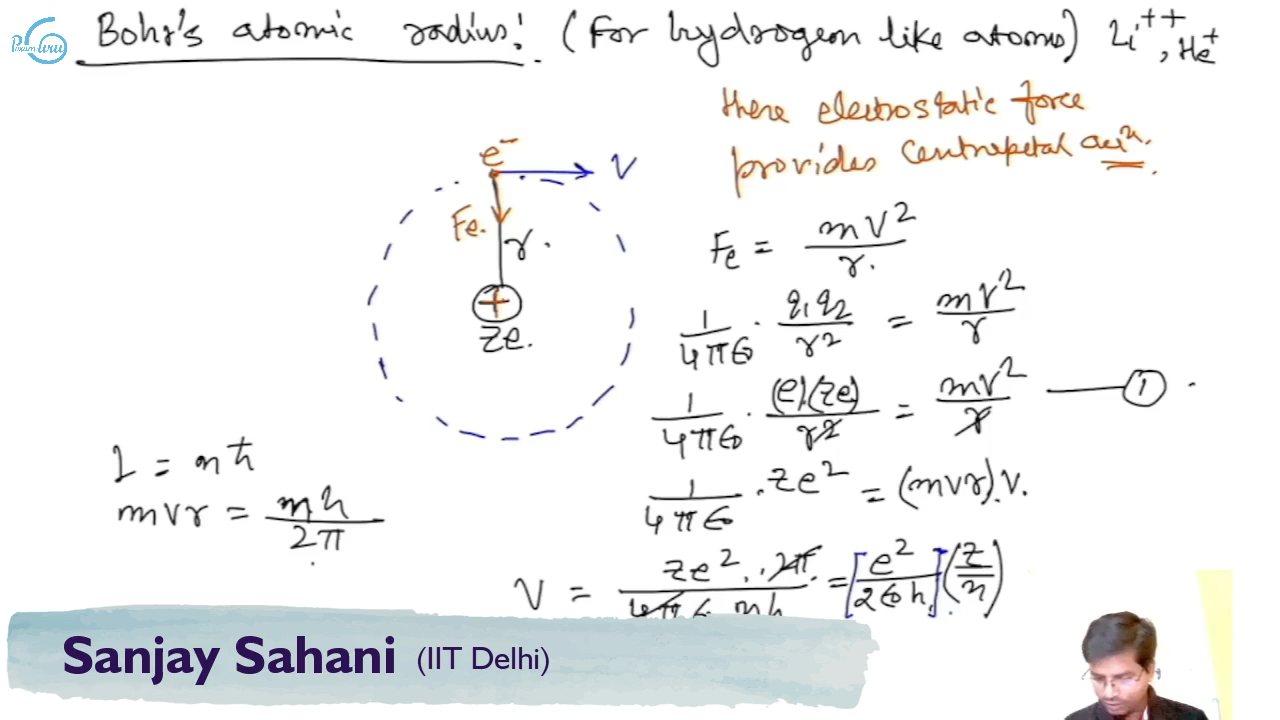 Bohr's atomic radius! (For hydrogen like atoms) Li⁺⁺, He⁺
there electrostatic force
provides centripetal accⁿ.
e⁻
V
Fe.
r.
+
Ze.
Fe = mv²/r.
1/4πε₀ · q₁q₂/r² = mv²/r
1/4πε₀ · (e)(ze)/r² = mv²/r — ①
1/4πε₀ · ze² = (mvr).v.
L = nħ
mvr = nh/2π
V = ze² · 2π/4πε₀ nh = [e²/2ε₀h](z/n)
Sanjay Sahani (IIT Delhi)